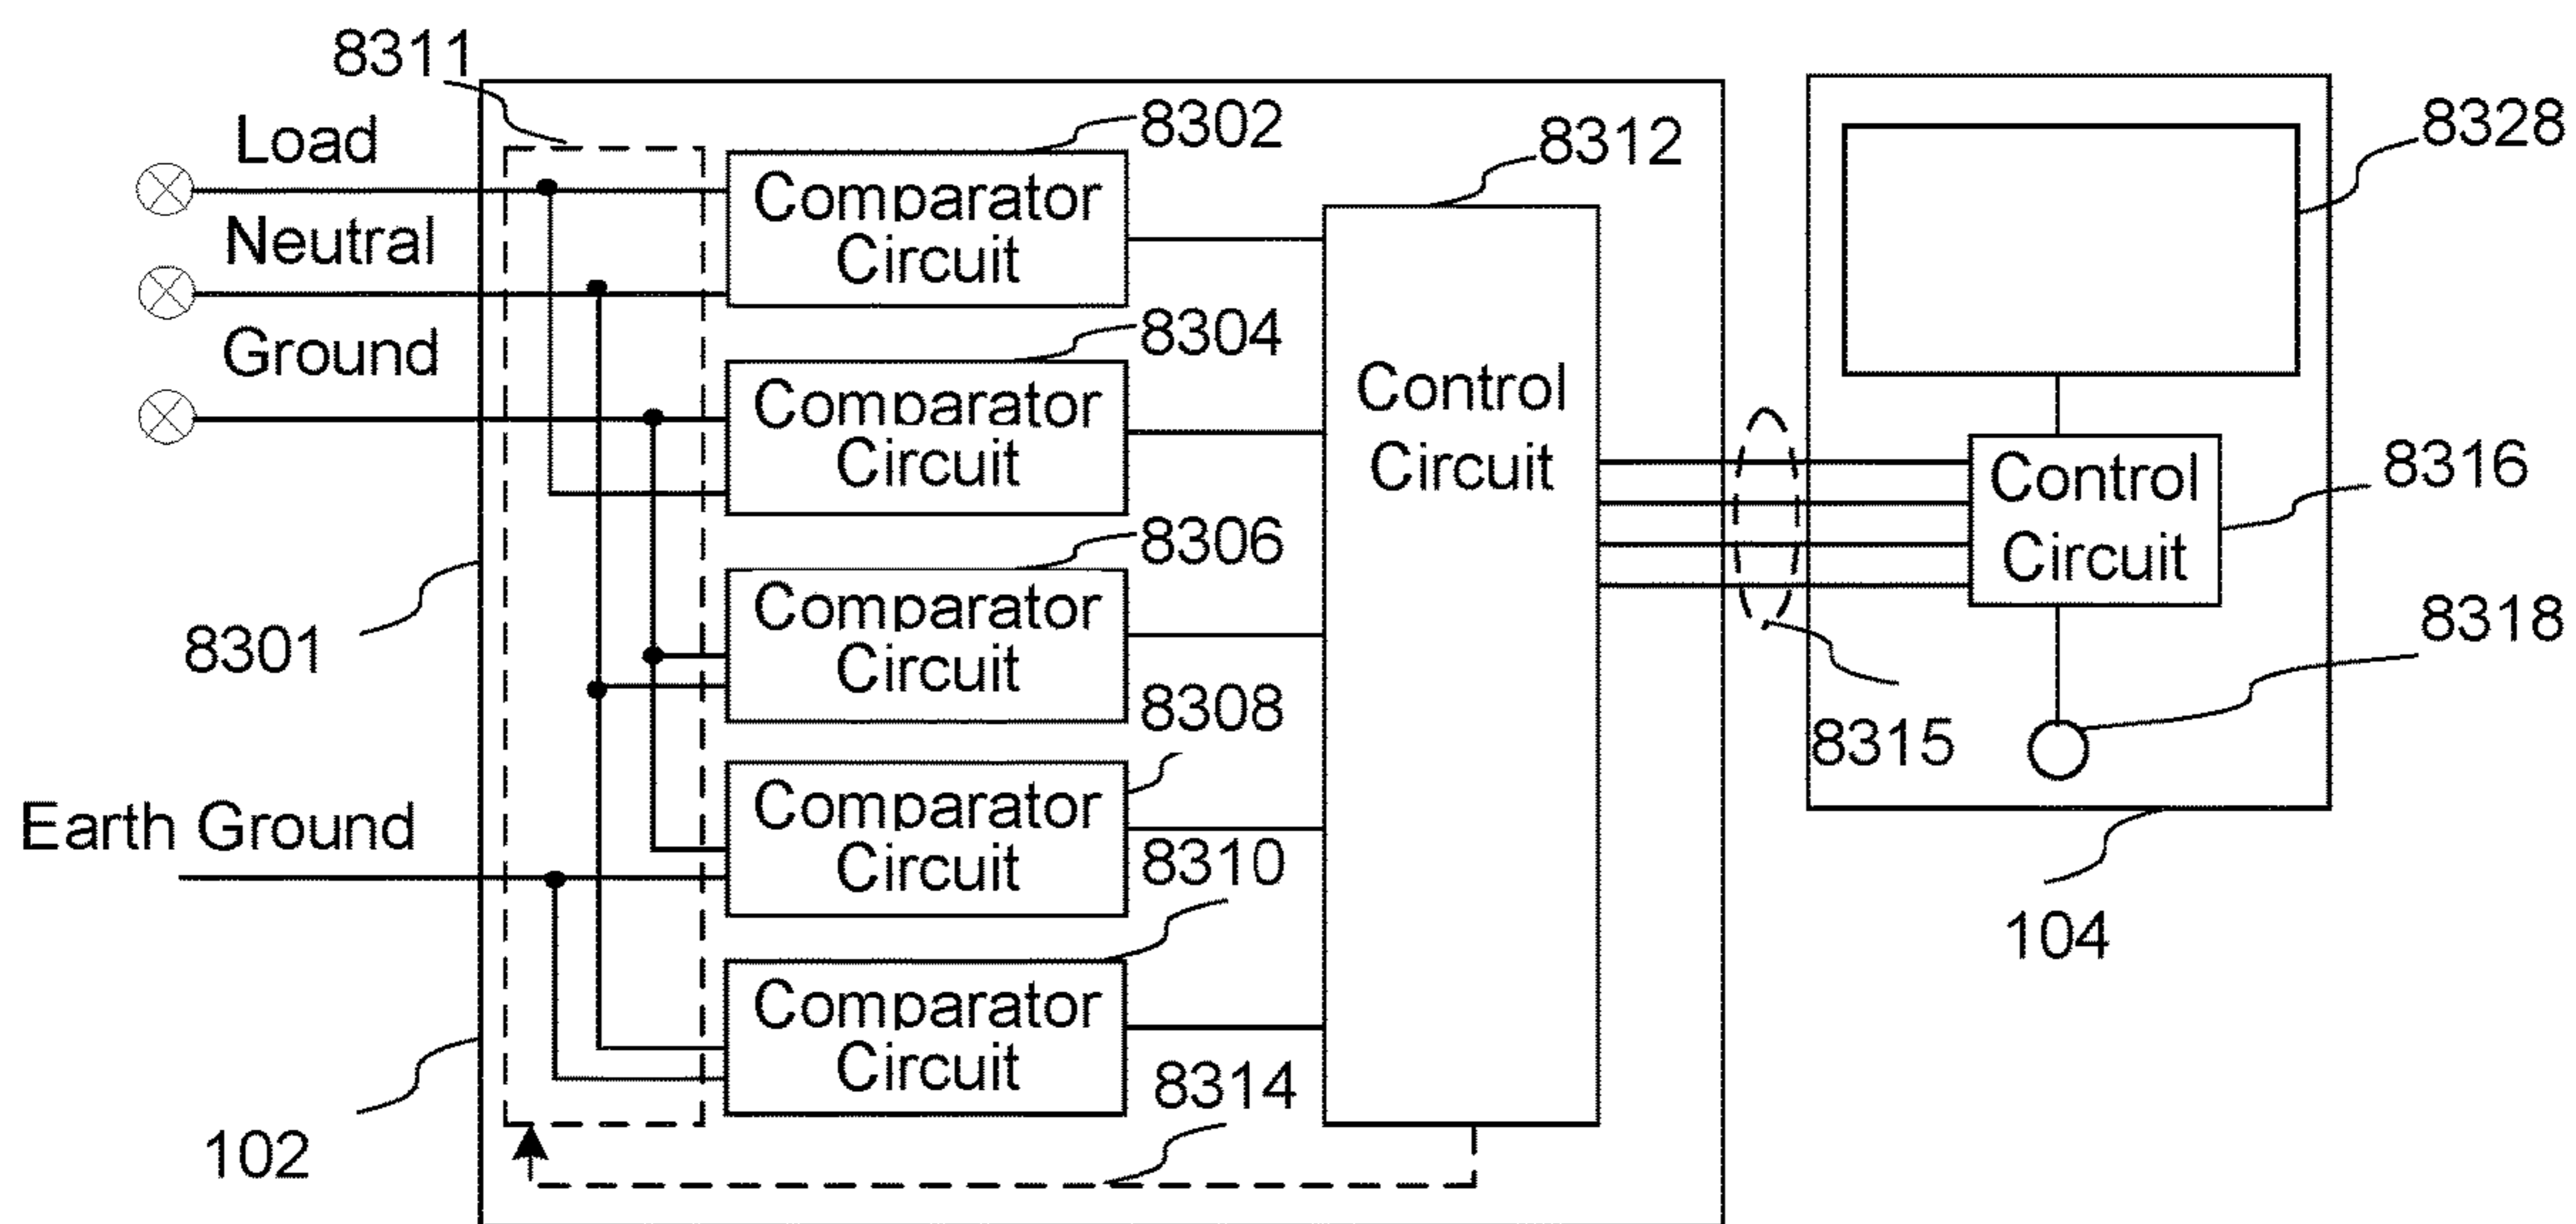 8311
Load
8302
8312
8328
Comparator
Circuit
Neutral
Ground
8304
Comparator
Circuit
Control
Circuit
8316
Control
Circuit
8306
Comparator
Circuit
8301
8318
8308
8315
Comparator
Circuit
Earth Ground
8310
104
Comparator
Circuit
8314
102